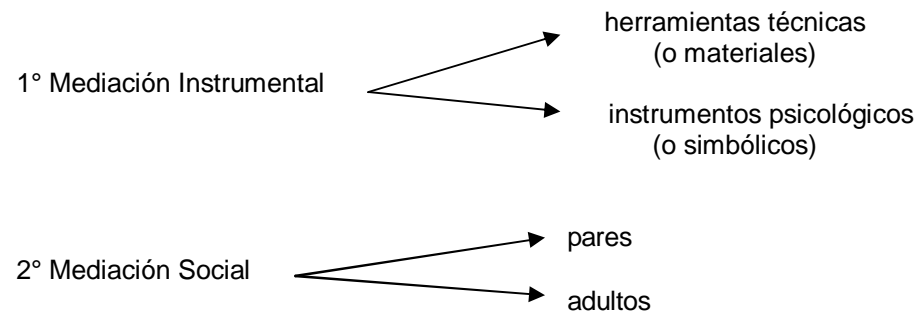 herramientas técnicas
(o materiales)
1° Mediación Instrumental
instrumentos psicológicos
(o simbólicos)
pares
2° Mediación Social
adultos